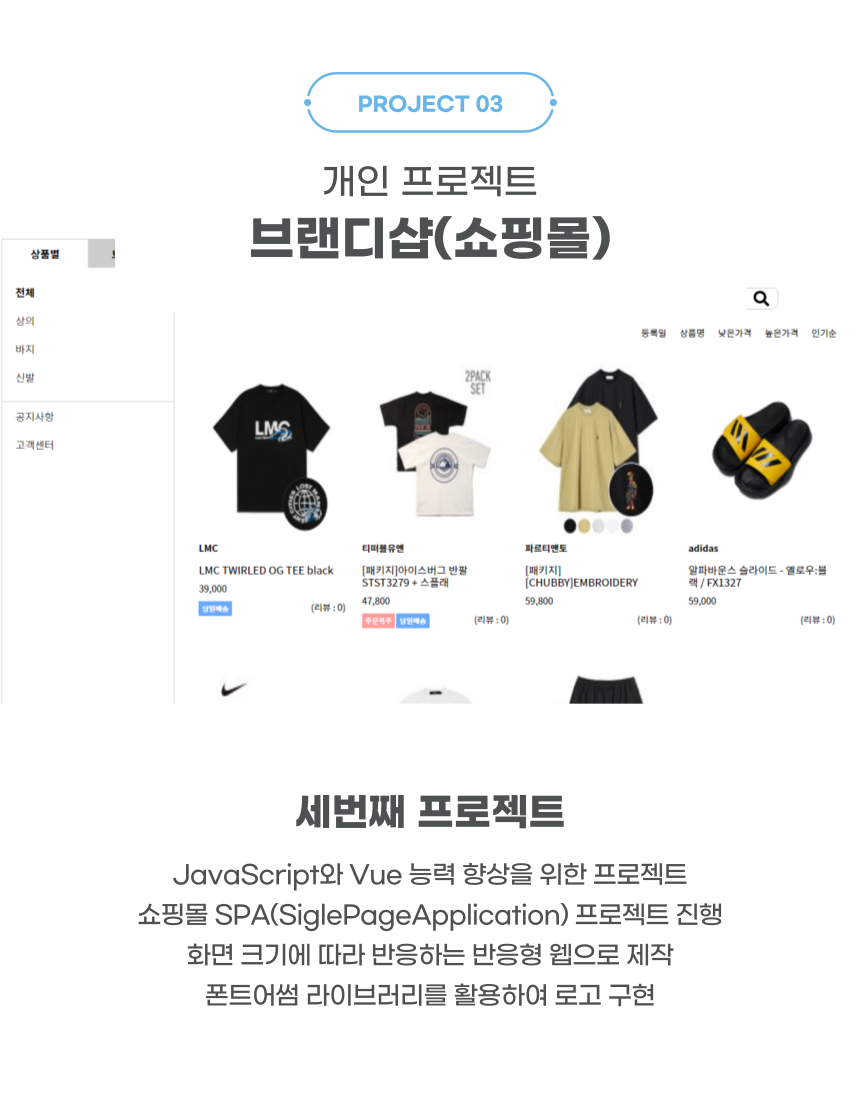 PROJECT 03
개인 프로젝트
브랜디샵(쇼핑몰)
상품별
전체
상의
바지
신발
공지사항
고객센터
등록일 상품명 낮은가격 높은가격 인기순
LMC
2PACK
SET
LMC
LMC TWIRLED OG TEE black
39,000
당일배송
(리뷰 : 0)
티떠블유엔
[패키지]아이스버그 반팔
STST3279 + 스플래
47,800
주문폭주 당일배송
(리뷰 : 0)
파르티멘토
[패키지]
[CHUBBY]EMBROIDERY
59,800
(리뷰 : 0)
adidas
알파바운스 슬라이드 - 옐로우:블
랙 / FX1327
59,000
(리뷰 : 0)
세번째 프로젝트
JavaScript와 Vue 능력 향상을 위한 프로젝트
쇼핑몰 SPA(SiglePageApplication) 프로젝트 진행
화면 크기에 따라 반응하는 반응형 웹으로 제작
폰트어썸 라이브러리를 활용하여 로고 구현